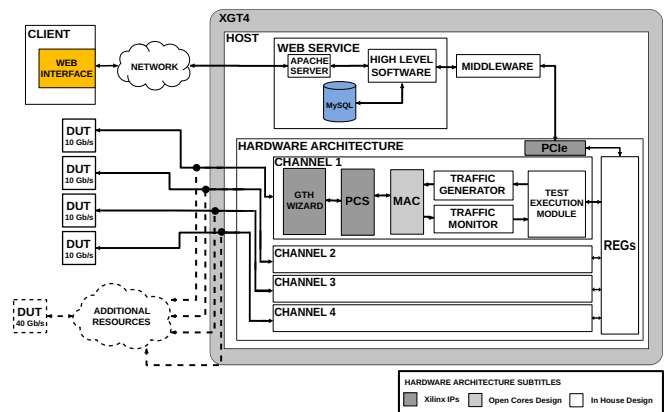 XGT4
CLIENT
WEB
INTERFACE
NETWORK
HOST
WEB SERVICE
APACHE
SERVER
HIGH LEVEL
SOFTWARE
MySQL
MIDDLEWARE
DUT
10 Gb/s
DUT
10 Gb/s
DUT
10 Gb/s
DUT
10 Gb/s
DUT
40 Gb/s
ADDITIONAL
RESOURCES
HARDWARE ARCHITECTURE
PCIe
CHANNEL 1
GTH
WIZARD
PCS
MAC
TRAFFIC
GENERATOR
TRAFFIC
MONITOR
TEST
EXECUTION
MODULE
REGs
CHANNEL 2
CHANNEL 3
CHANNEL 4
HARDWARE ARCHITECTURE SUBTITLES
Xilinx IPs
Open Cores Design
In House Design